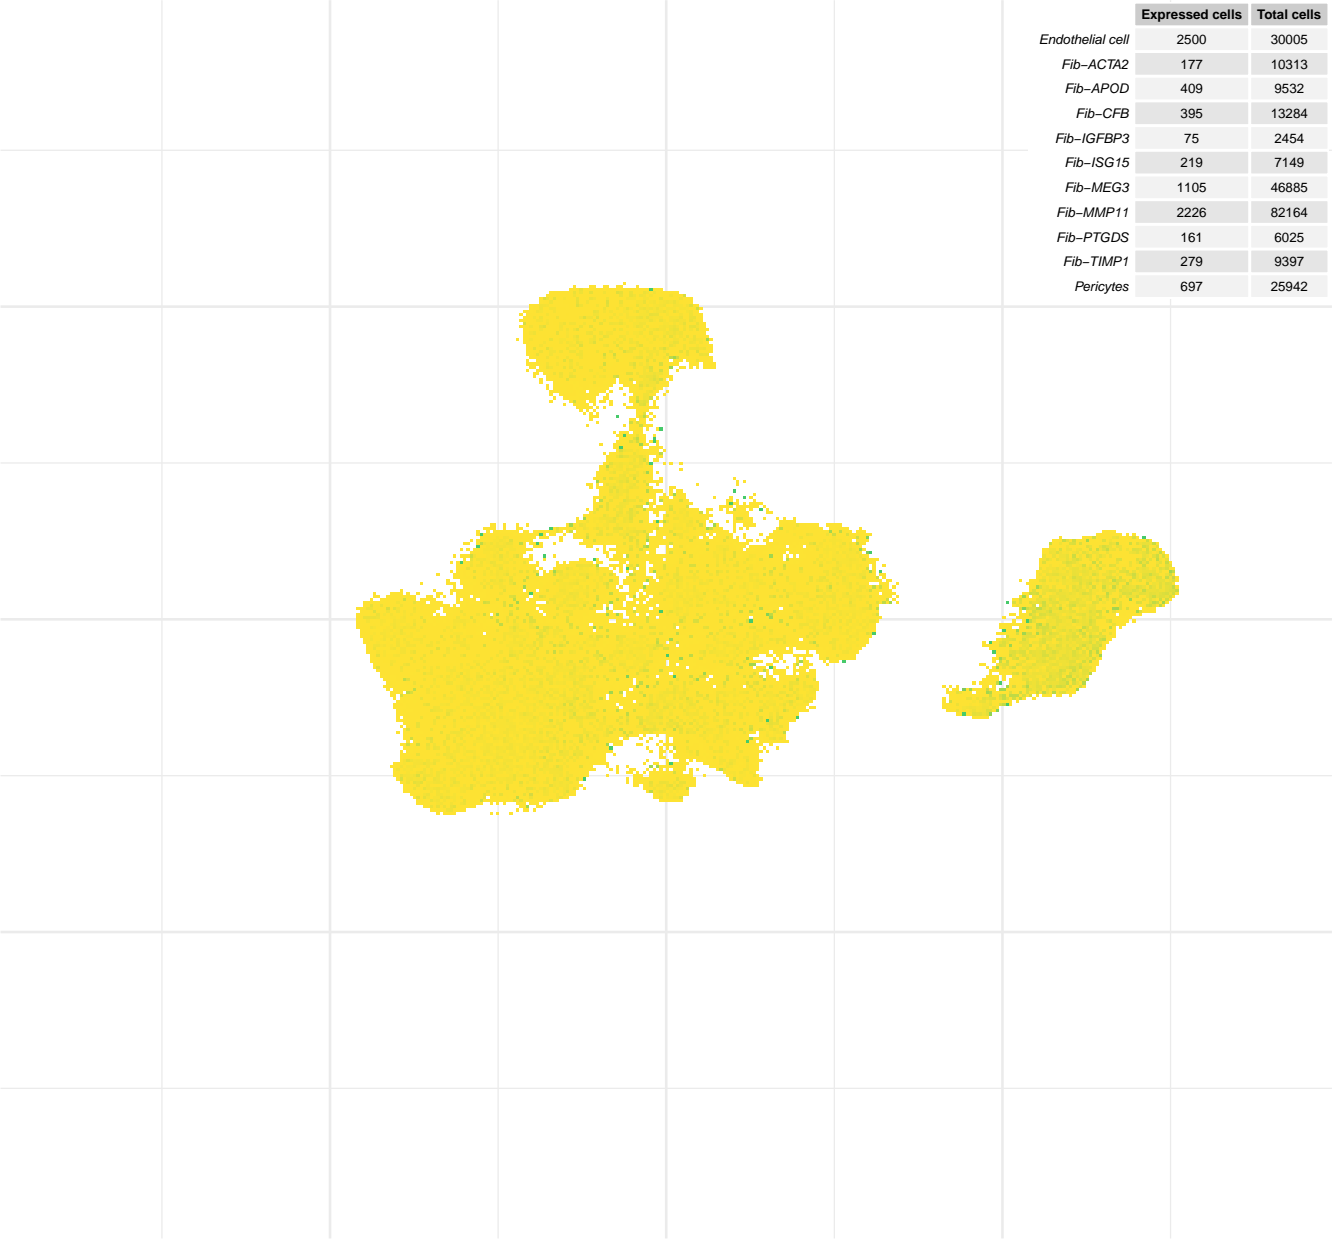 Expressed cells Total cells
Endothelial cell 2500 30005
Fib−ACTA2 177 10313
Fib−APOD 409 9532
Fib−CFB 395 13284
Fib−IGFBP3 75 2454
Fib−ISG15 219 7149
Fib−MEG3 1105 46885
Fib−MMP11 2226 82164
Fib−PTGDS 161 6025
Fib−TIMP1 279 9397
Pericytes 697 25942